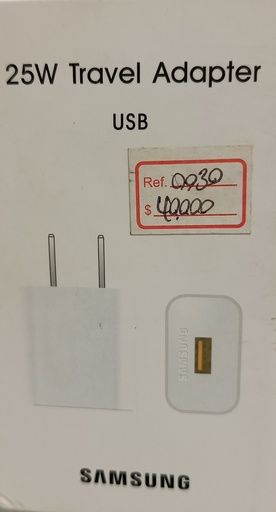 25W Travel Adapter
USB
Ref. 0930
$ 40,000
SAMSUNG
SAMSUNG